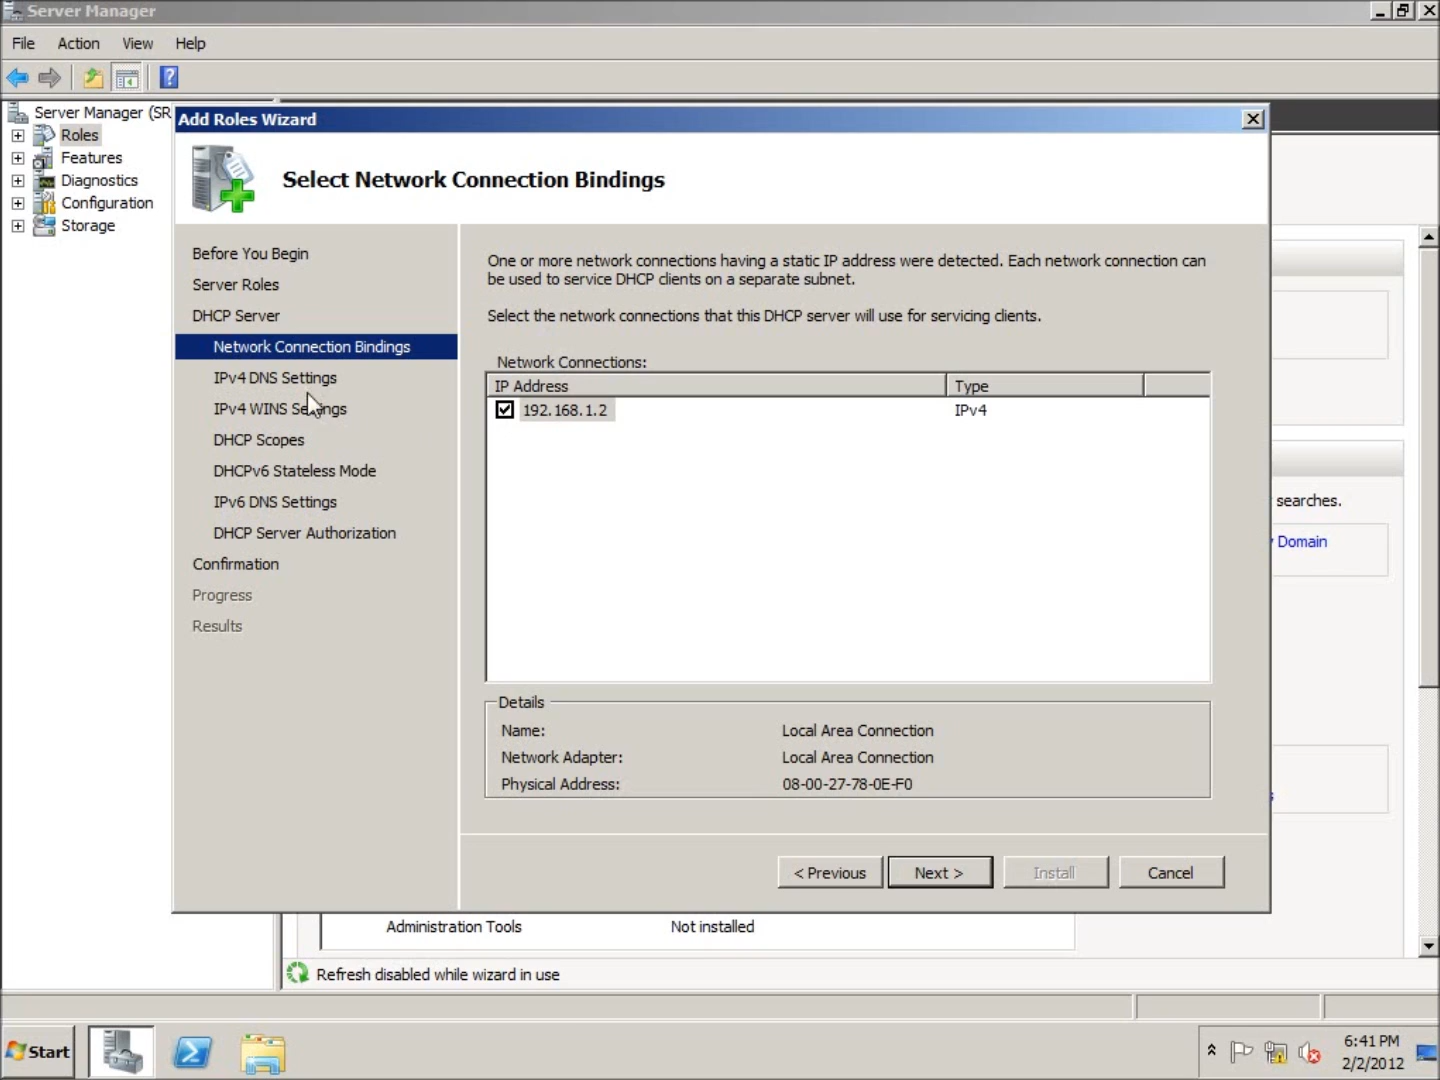 Server Manager
File Action View Help
Server Manager (SR
Roles
Features
Diagnostics
Configuration
Storage
Add Roles Wizard
Select Network Connection Bindings
Before You Begin
Server Roles
DHCP Server
Network Connection Bindings
IPv4 DNS Settings
IPv4 WINS Settings
DHCP Scopes
DHCPv6 Stateless Mode
IPv6 DNS Settings
DHCP Server Authorization
Confirmation
Progress
Results
One or more network connections having a static IP address were detected. Each network connection can
be used to service DHCP clients on a separate subnet.
Select the network connections that this DHCP server will use for servicing clients.
Network Connections:
IP Address Type
192.168.1.2 IPv4
Details
Name: Local Area Connection
Network Adapter: Local Area Connection
Physical Address: 08-00-27-78-0E-F0
< Previous Next > Install Cancel
searches.
Domain
Administration Tools Not installed
Refresh disabled while wizard in use
Start
6:41 PM
2/2/2012